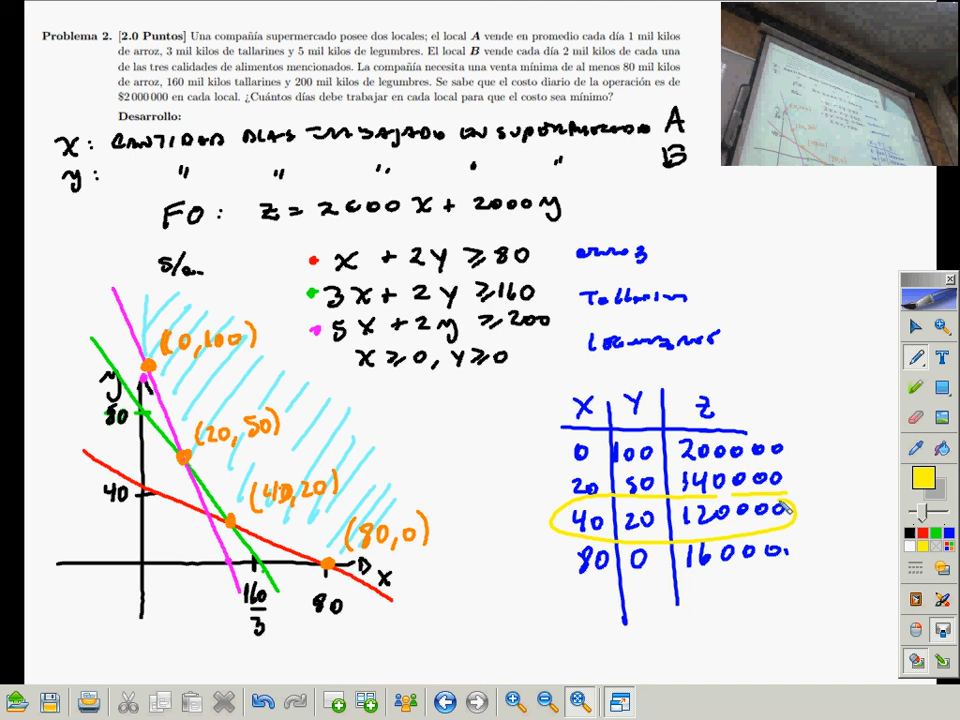 Problema 2. [2.0 Puntos] Una compañía supermercado posee dos locales; el local A vende en promedio cada día 1 mil kilos
de arroz, 3 mil kilos de tallarines y 5 mil kilos de legumbres. El local B vende cada día 2 mil kilos de cada una
de las tres calidades de alimentos mencionados. La compañía necesita una venta mínima de al menos 80 mil kilos
de arroz, 160 mil kilos tallarines y 200 mil kilos de legumbres. Se sabe que el costo diario de la operación es de
$2 000 000 en cada local. ¿Cuántos días debe trabajar en cada local para que el costo sea mínimo?
Desarrollo:
x: CANTIDAD DIAS TRABAJADO EN SUPERMERCADO A
y: " " " " " B
FO: Z = 2000 X + 2000 y
S/a
x + 2y ≥ 80 arroz
3x + 2y ≥ 160 Tallarin
5x + 2y ≥ 200 Legumbres
x ≥ 0, y ≥ 0
(0,100)
y
80
(20,50)
40
(40,20)
(80,0)
x
160
3
80
X Y Z
0 100 200000
20 50 140000
40 20 120000
80 0 160000
T